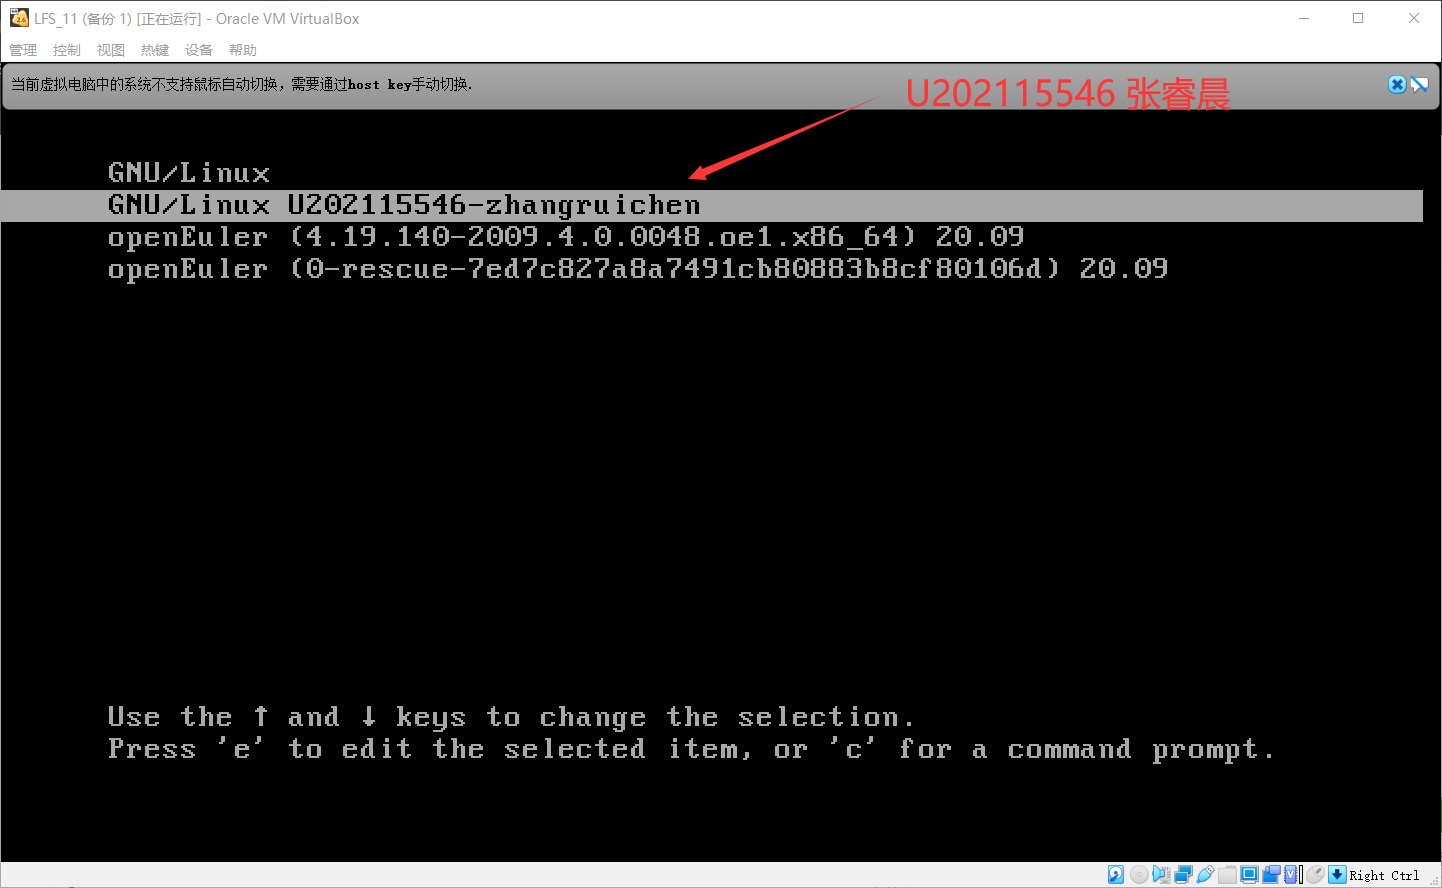 LFS_11 (备份 1) [正在运行] - Oracle VM VirtualBox
管理 控制 视图 热键 设备 帮助
当前虚拟电脑中的系统不支持鼠标自动切换，需要通过host key手动切换.
U202115546 张睿晨
GNU/Linux
GNU/Linux U202115546-zhangruichen
openEuler (4.19.140-2009.4.0.0048.oe1.x86_64) 20.09
openEuler (0-rescue-7ed7c827a8a7491cb80883b8cf80106d) 20.09
Use the ↑ and ↓ keys to change the selection.
Press 'e' to edit the selected item, or 'c' for a command prompt.
Right Ctrl